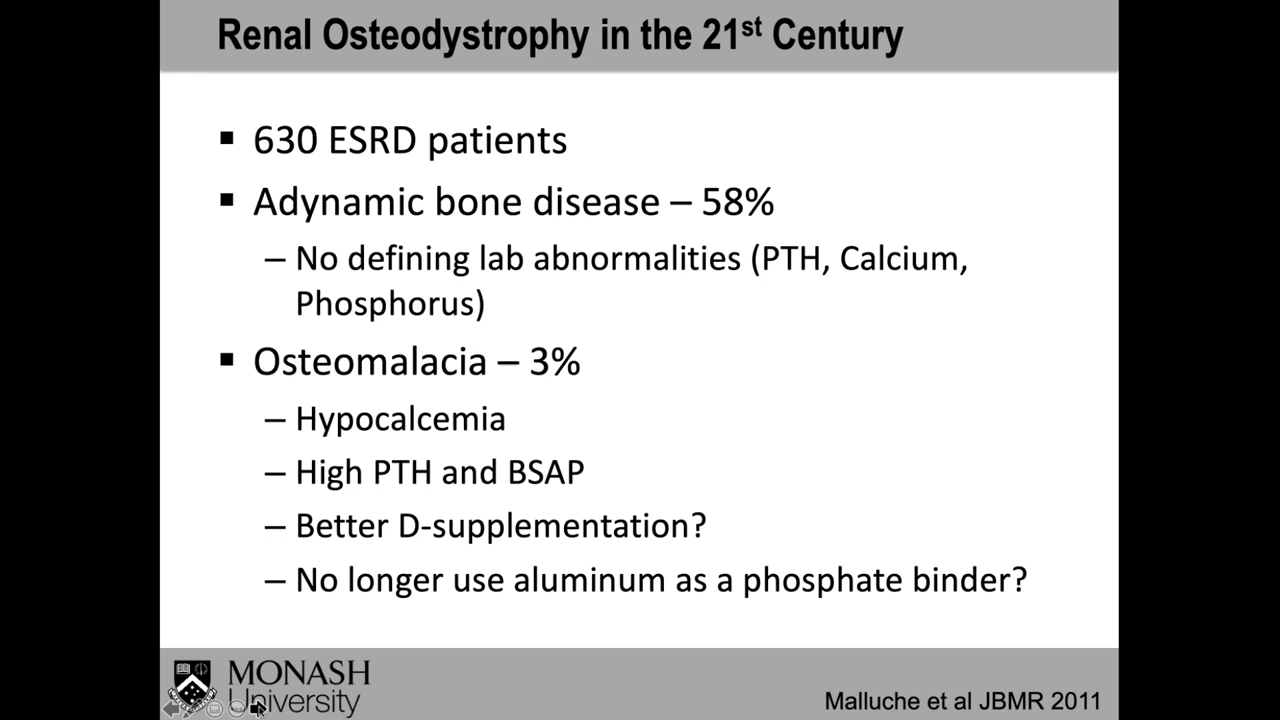 Renal Osteodystrophy in the 21st Century
▪ 630 ESRD patients
▪ Adynamic bone disease – 58%
– No defining lab abnormalities (PTH, Calcium,
Phosphorus)
▪ Osteomalacia – 3%
– Hypocalcemia
– High PTH and BSAP
– Better D-supplementation?
– No longer use aluminum as a phosphate binder?
MONASH
University
Malluche et al JBMR 2011